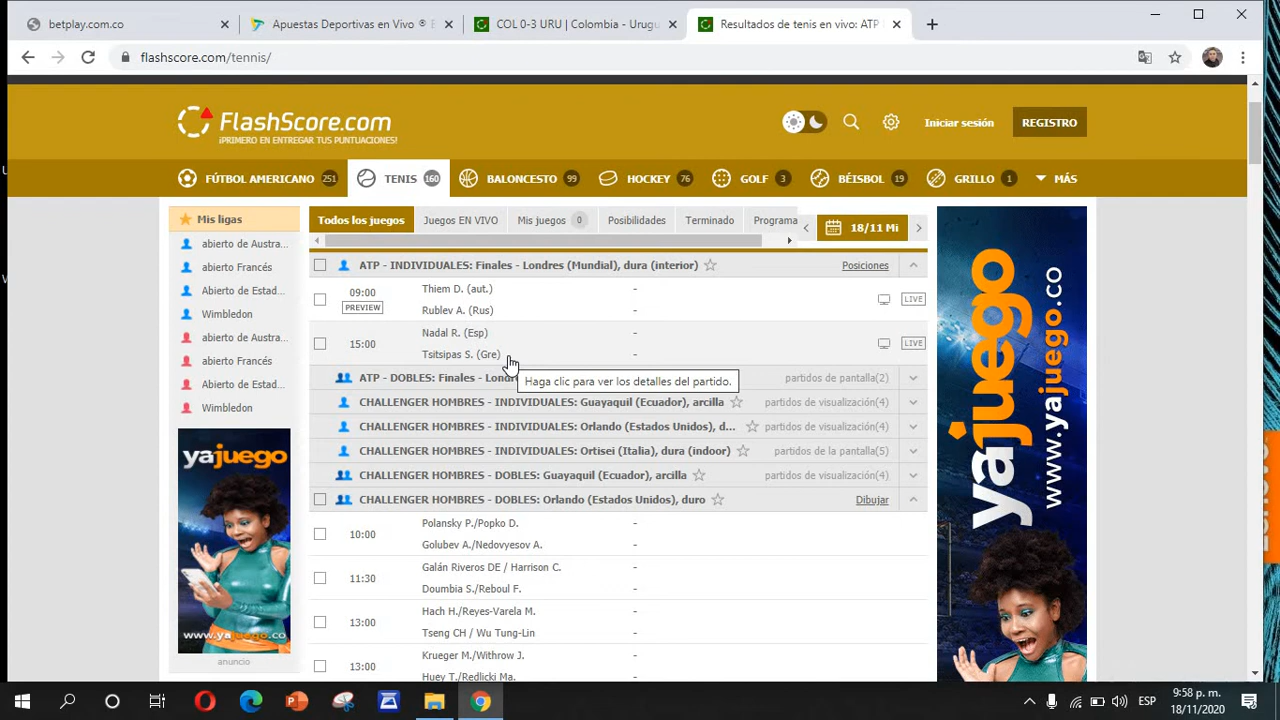 betplay.com.co
Apuestas Deportivas en Vivo ® E
COL 0-3 URU | Colombia - Urugu
Resultados de tenis en vivo: ATP
flashscore.com/tennis/
FlashScore.com
¡PRIMERO EN ENTREGAR TUS PUNTUACIONES!
Iniciar sesión
REGISTRO
FÚTBOL AMERICANO 251
TENIS 160
BALONCESTO 99
HOCKEY 76
GOLF 3
BÉISBOL 19
GRILLO 1
MÁS
Mis ligas
abierto de Austra...
abierto Francés
Abierto de Estad...
Wimbledon
abierto de Austra...
abierto Francés
Abierto de Estad...
Wimbledon
yajuego
www.yajuego.co
anuncio
Todos los juegos
Juegos EN VIVO
Mis juegos 0
Posibilidades
Terminado
Programa
18/11 Mi
ATP - INDIVIDUALES: Finales - Londres (Mundial), dura (interior) Posiciones
09:00 Thiem D. (aut.) -
PREVIEW Rublev A. (Rus) - LIVE
15:00 Nadal R. (Esp) -
Tsitsipas S. (Gre) - LIVE
ATP - DOBLES: Finales - Londr partidos de pantalla(2)
Haga clic para ver los detalles del partido.
CHALLENGER HOMBRES - INDIVIDUALES: Guayaquil (Ecuador), arcilla partidos de visualización(4)
CHALLENGER HOMBRES - INDIVIDUALES: Orlando (Estados Unidos), d... partidos de visualización(4)
CHALLENGER HOMBRES - INDIVIDUALES: Ortisei (Italia), dura (indoor) partidos de la pantalla(5)
CHALLENGER HOMBRES - DOBLES: Guayaquil (Ecuador), arcilla partidos de visualización(4)
CHALLENGER HOMBRES - DOBLES: Orlando (Estados Unidos), duro Dibujar
10:00 Polansky P./Popko D. -
Golubev A./Nedovyesov A. -
11:30 Galán Riveros DE / Harrison C. -
Doumbia S./Reboul F. -
13:00 Hach H./Reyes-Varela M. -
Tseng CH / Wu Tung-Lin -
13:00 Krueger M./Withrow J. -
Huey T./Redlicki Ma. -
yajuego
www.yajuego.co
ESP
9:58 p. m.
18/11/2020